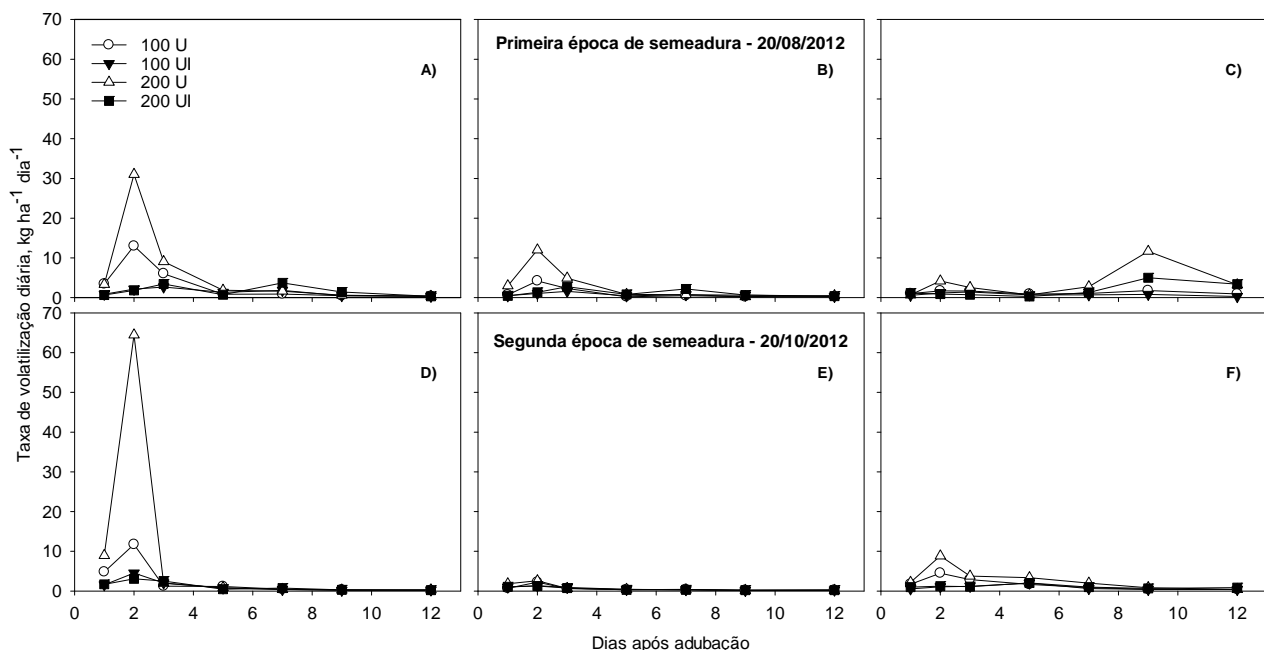 70
60
50
40
30
20
10
0
100 U
100 UI
200 U
200 UI
A)
Primeira época de semeadura - 20/08/2012
B)
C)
Taxa de volatilização diária, kg ha⁻¹ dia⁻¹
70
60
50
40
30
20
10
0
D)
Segunda época de semeadura - 20/10/2012
E)
F)
0 2 4 6 8 10 12
0 2 4 6 8 10 12
0 2 4 6 8 10 12
Dias após adubação